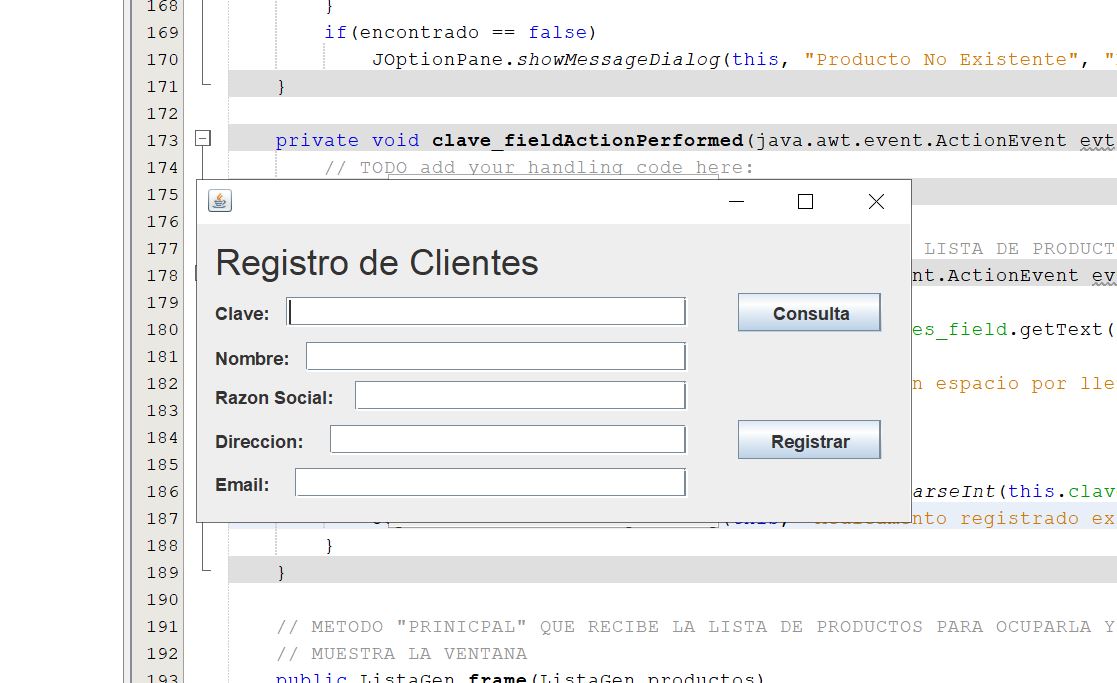 168 }
169 if(encontrado == false)
170 JOptionPane.showMessageDialog(this, "Producto No Existente", "
171 }
172
173 private void clave_fieldActionPerformed(java.awt.event.ActionEvent evt
174 // TODO add your handling code here:
175
176
177 LISTA DE PRODUCT
178 nt.ActionEvent ev
179
180 es_field.getText(
181
182 n espacio por lle
183
184
185
186 arseInt(this.clav
187 nto registrado ex
188 }
189 }
190
191 // METODO "PRINICPAL" QUE RECIBE LA LISTA DE PRODUCTOS PARA OCUPARLA Y
192 // MUESTRA LA VENTANA
193 public ListaGen frame(ListaGen productos)
Registro de Clientes
Clave:
Consulta
Nombre:
Razon Social:
Direccion:
Registrar
Email: